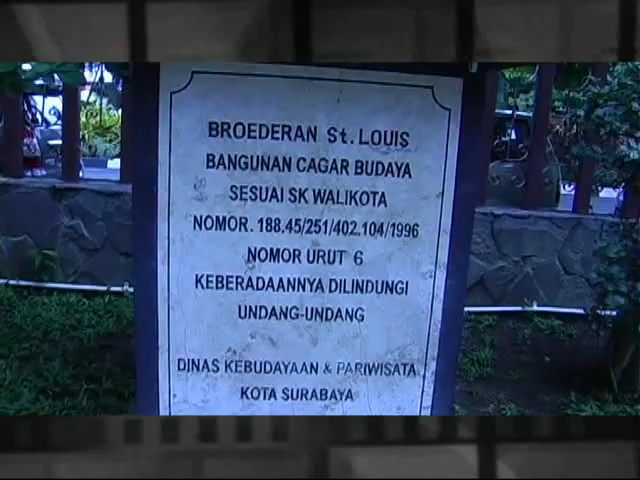 BROEDERAN St. LOUIS
BANGUNAN CAGAR BUDAYA
SESUAI SK WALIKOTA
NOMOR. 188.45/251/402.104/1996
NOMOR URUT 6
KEBERADAANNYA DILINDUNGI
UNDANG-UNDANG
DINAS KEBUDAYAAN & PARIWISATA
KOTA SURABAYA